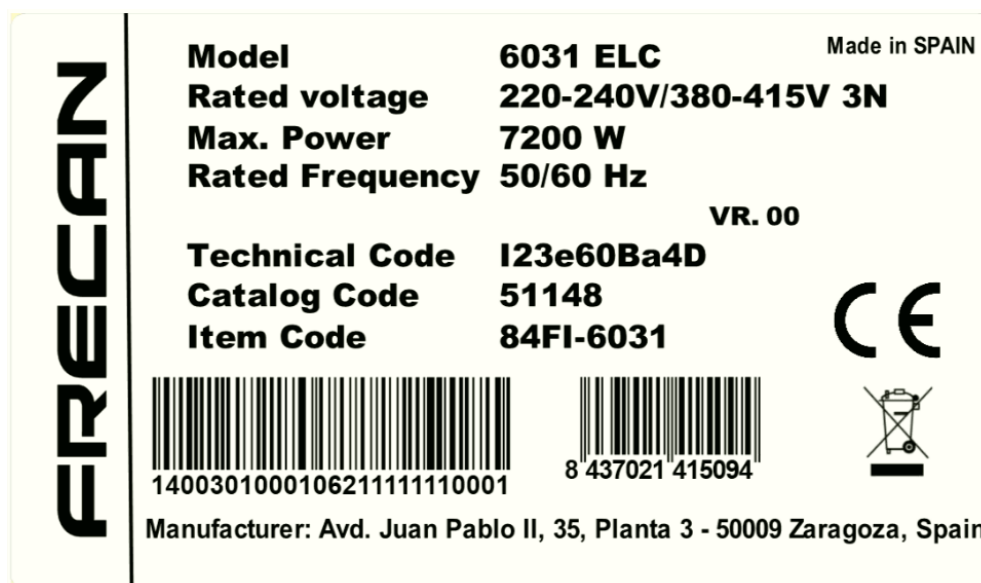 FRECAN
Made in SPAIN
Model 6031 ELC
Rated voltage 220-240V/380-415V 3N
Max. Power 7200 W
Rated Frequency 50/60 Hz
VR. 00
Technical Code I23e60Ba4D
Catalog Code 51148
Item Code 84FI-6031
CE
1400301000106211111110001
8 437021 415094
Manufacturer: Avd. Juan Pablo II, 35, Planta 3 - 50009 Zaragoza, Spain